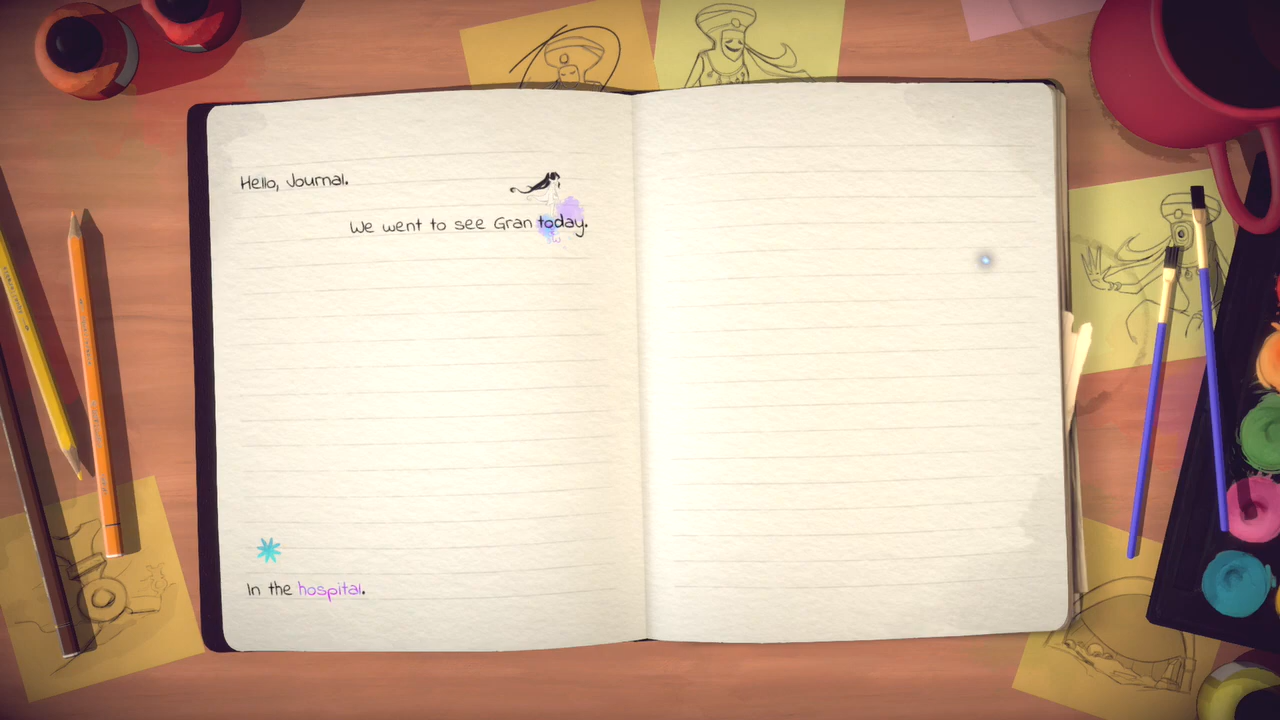 Hello, Journal.
We went to see Gran today.
In the hospital.